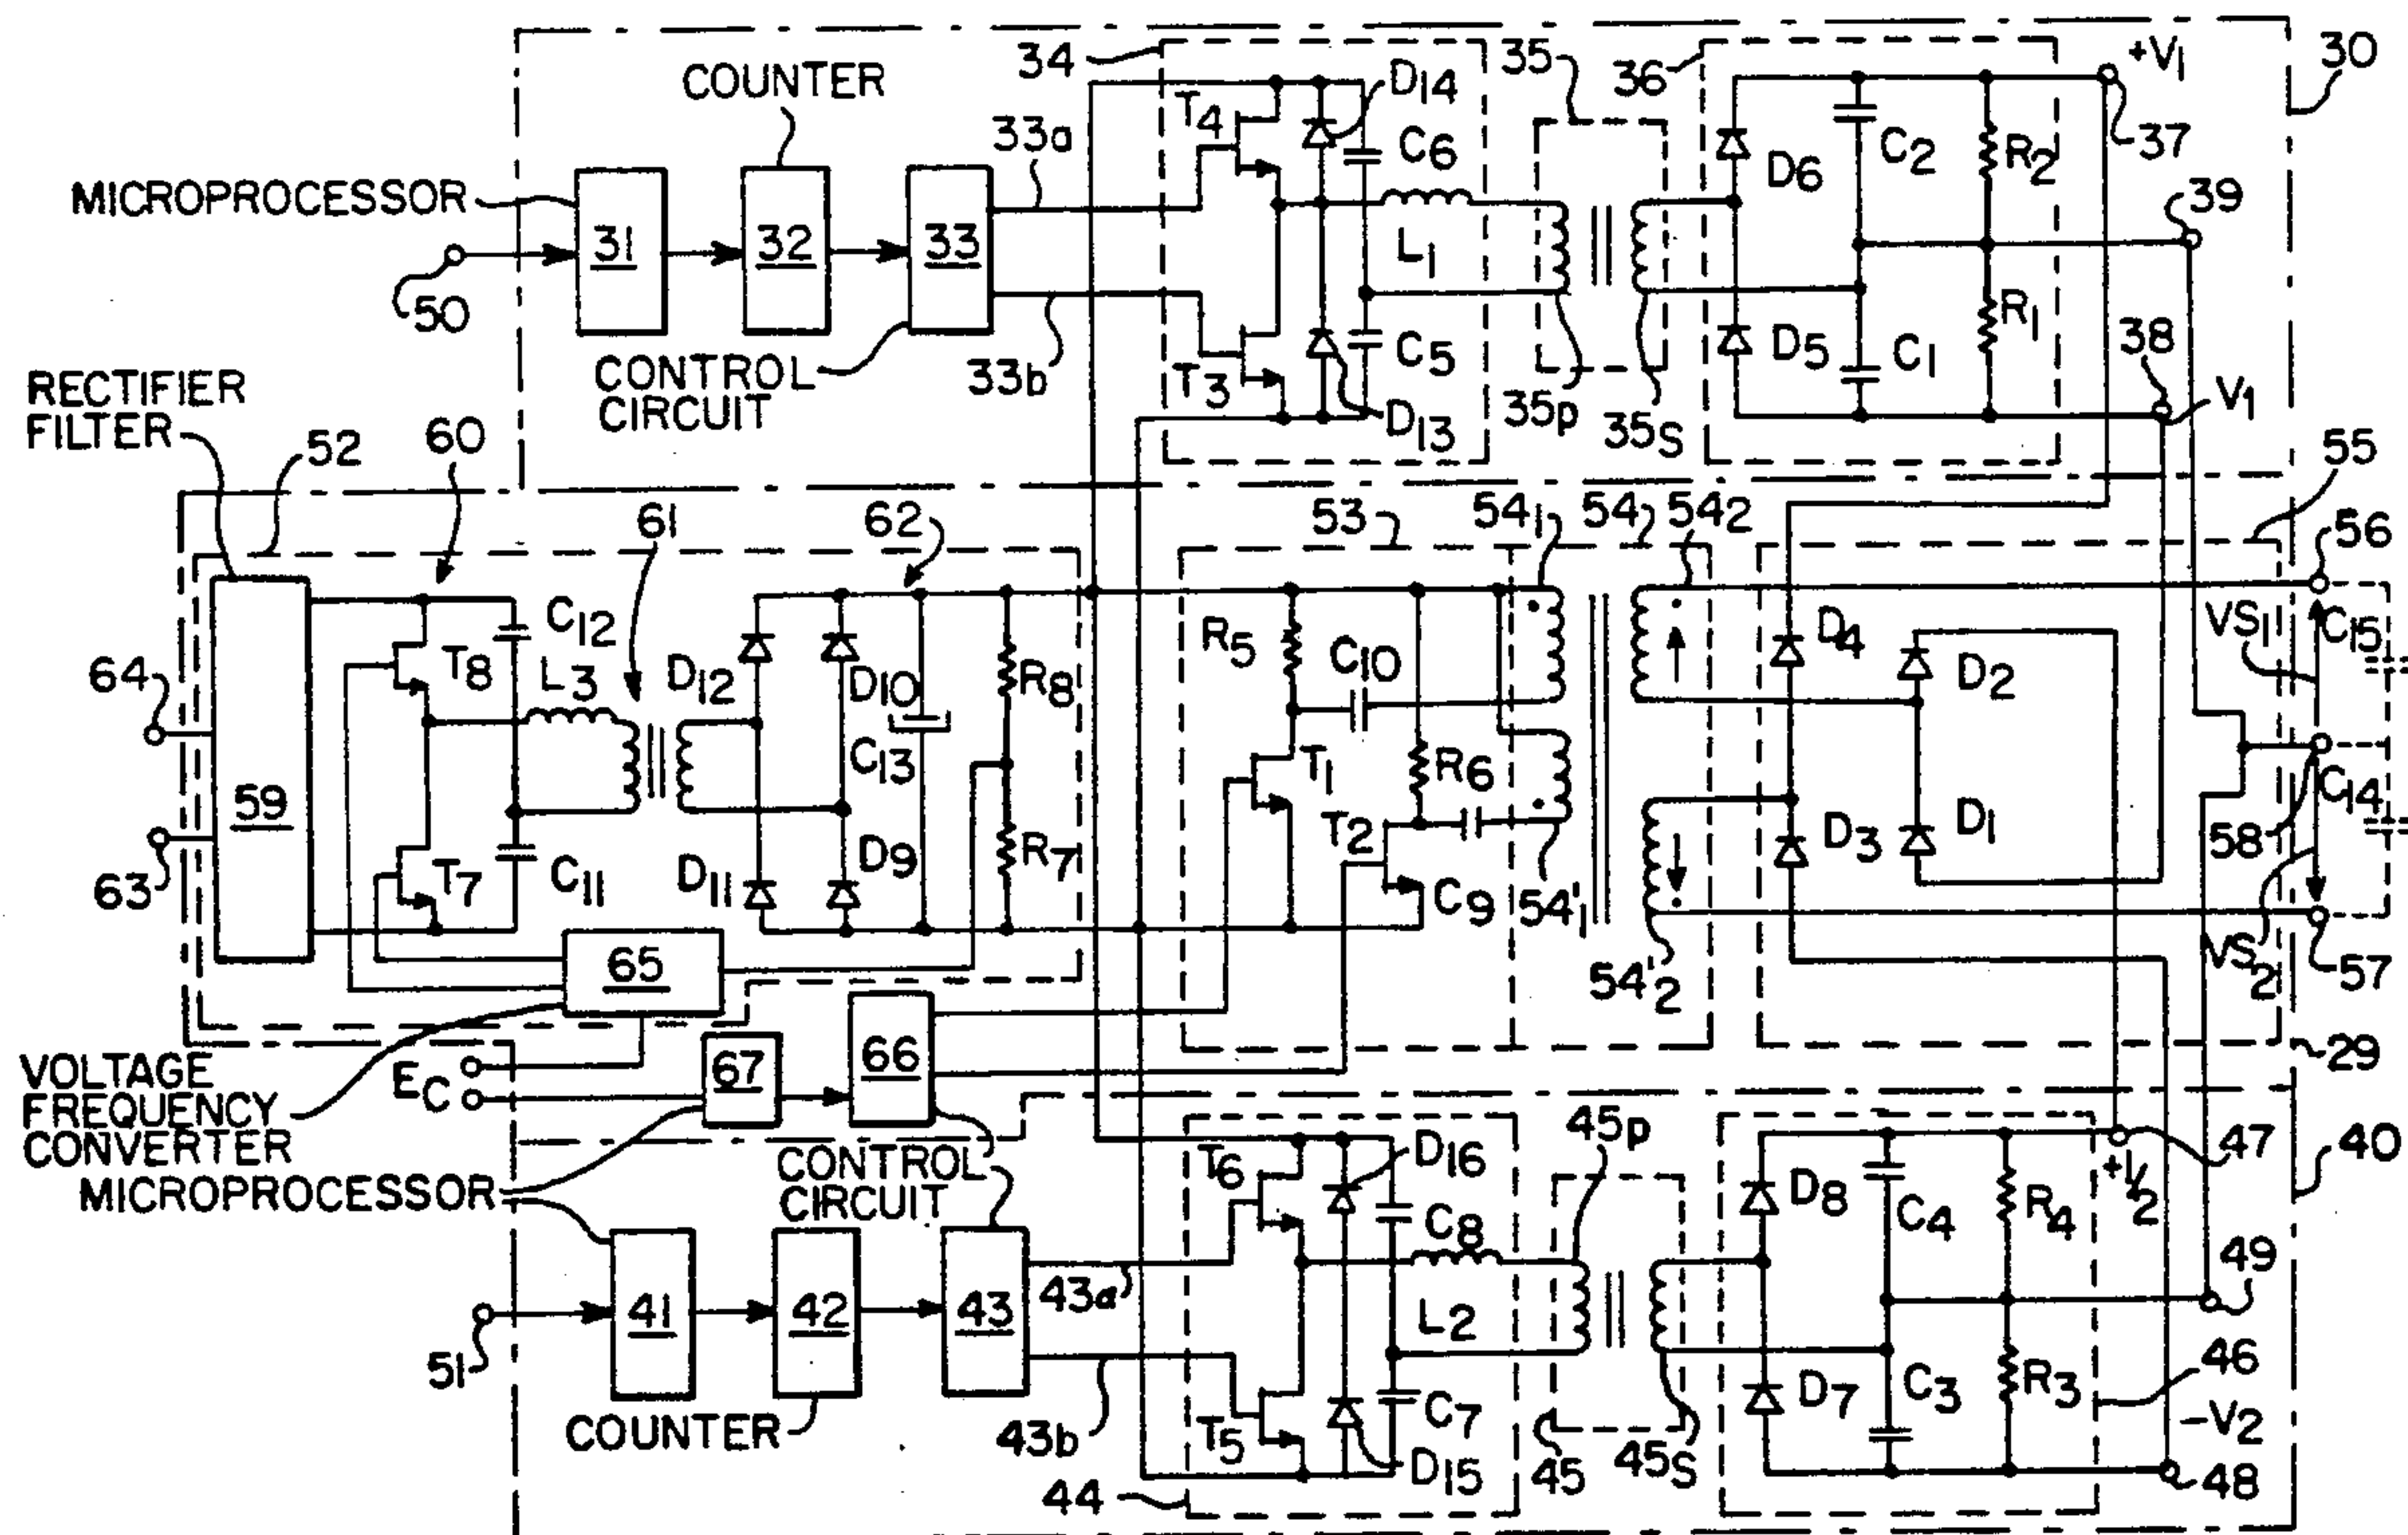 34
35
36
+V1
30
COUNTER
D14
T4
33a
C6
C2
R2
37
MICROPROCESSOR
D6
39
31
32
33
L1
50
R1
38
CONTROL
CIRCUIT
33b
T3
C5
D5
C1
V1
RECTIFIER
FILTER
D13
35p
35S
52
60
55
61
62
53
541
54
542
56
C12
R5
D4
VS1
C15
64
T8
L3
D12
D10
R8
C10
D2
C13
T1
R6
58
C14
59
T2
D3
D1
63
T7
C11
D11
D9
R7
C9
54'1
VS2
57
65
54'2
29
VOLTAGE
FREQUENCY
CONVERTER
EC
67
66
45p
47
40
CONTROL
CIRCUIT
T6
D16
+V2
MICROPROCESSOR
D8
C4
R4
C8
49
43a
41
42
43
L2
51
D7
C3
R3
46
COUNTER
43b
T5
C7
-V2
D15
45
45S
48
44